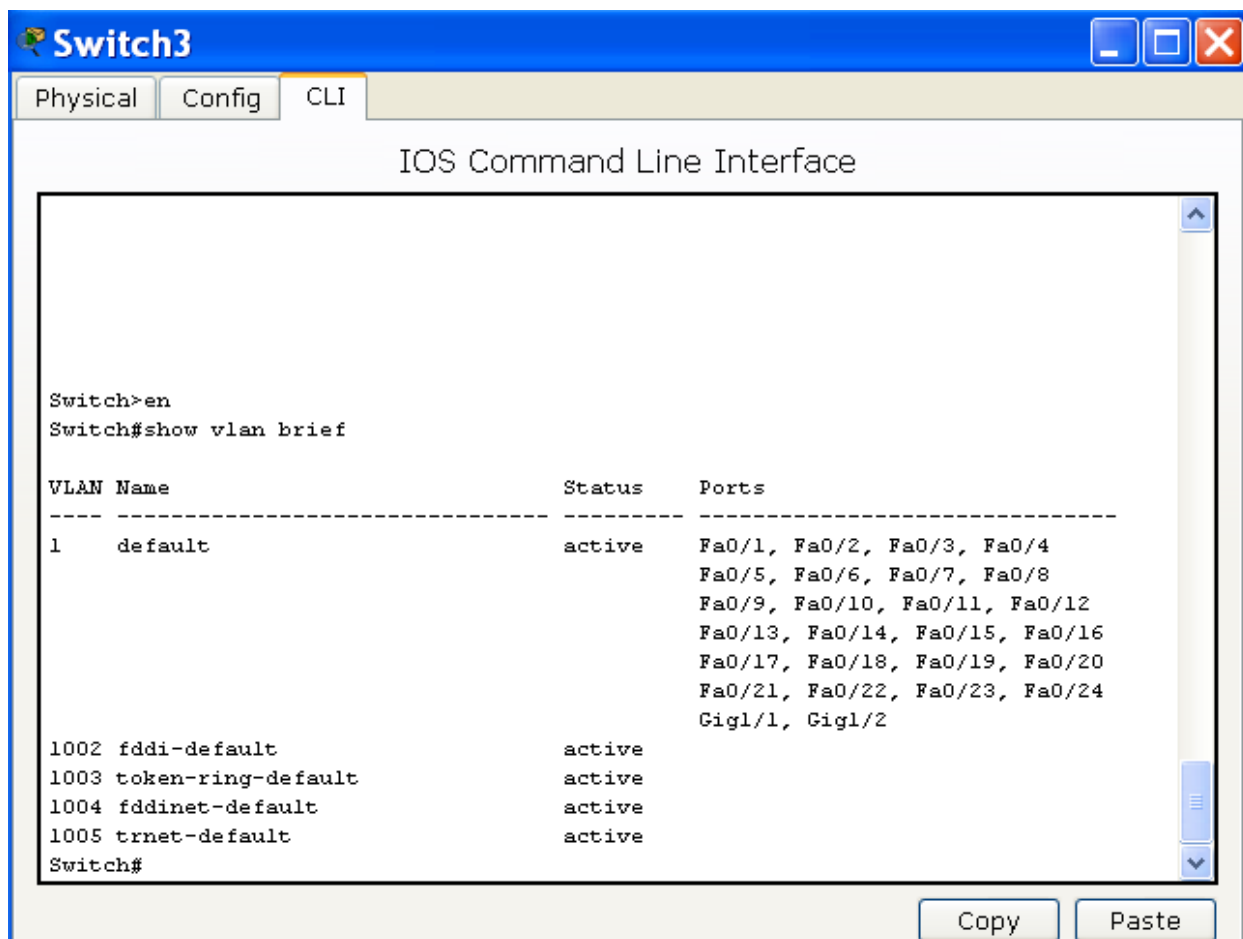 Switch3
Physical Config CLI
IOS Command Line Interface
Switch>en
Switch#show vlan brief
VLAN Name Status Ports
---- -------------------------------- --------- -------------------------------
1 default active Fa0/1, Fa0/2, Fa0/3, Fa0/4
Fa0/5, Fa0/6, Fa0/7, Fa0/8
Fa0/9, Fa0/10, Fa0/11, Fa0/12
Fa0/13, Fa0/14, Fa0/15, Fa0/16
Fa0/17, Fa0/18, Fa0/19, Fa0/20
Fa0/21, Fa0/22, Fa0/23, Fa0/24
Gig1/1, Gig1/2
1002 fddi-default active
1003 token-ring-default active
1004 fddinet-default active
1005 trnet-default active
Switch#
Copy Paste